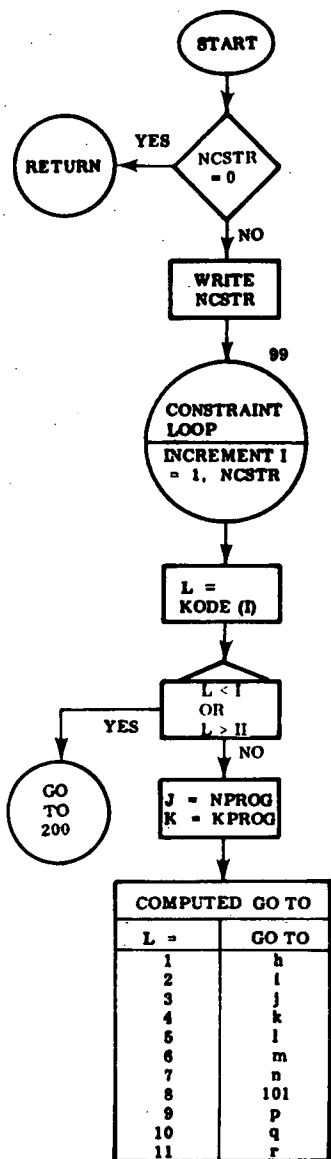 START
YES
RETURN
NCSTR
= 0
NO
WRITE
NCSTR
99
CONSTRAINT
LOOP
INCREMENT I
= 1, NCSTR
L =
KODE (I)
L < I
OR
L > II
YES
NO
GO
TO
200
J = NPROG
K = KPROG
COMPUTED GO TO
L = GO TO
1 h
2 i
3 j
4 k
5 l
6 m
7 n
8 101
9 p
10 q
11 r